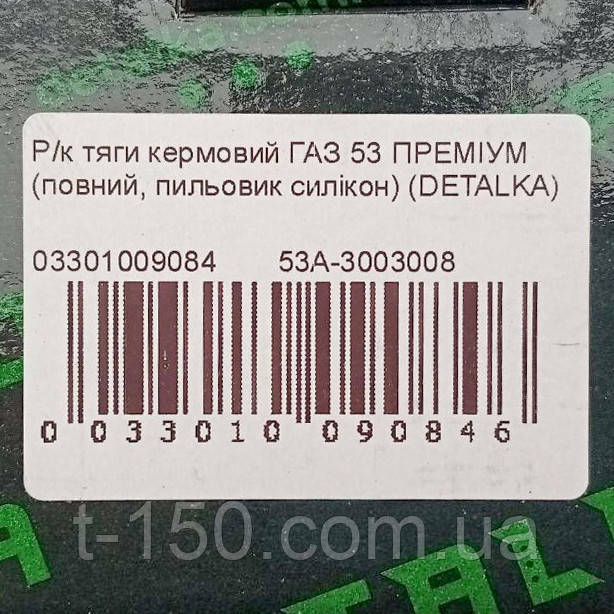 Р/к тяги кермовий ГАЗ 53 ПРЕМІУМ
(повний, пильовик силікон) (DETALKA)
03301009084 53А-3003008
0 033010 090846
t-150.com.ua